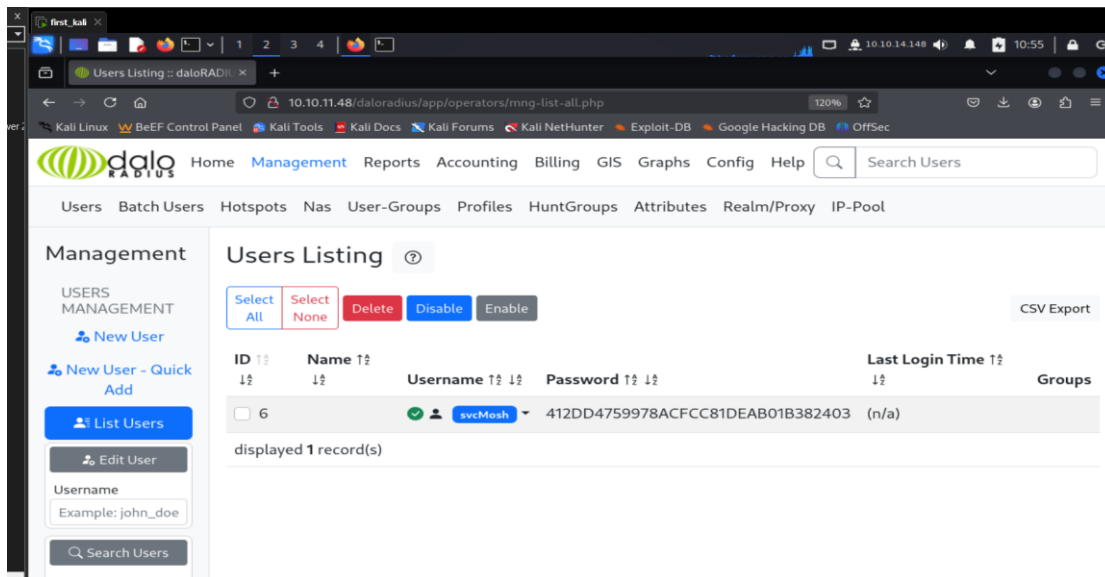 first_kali
1 2 3 4
10.10.14.148
10:55
Users Listing :: daloRADIU
10.10.11.48/daloradius/app/operators/mng-list-all.php
120%
Kali Linux BeEF Control Panel Kali Tools Kali Docs Kali Forums Kali NetHunter Exploit-DB Google Hacking DB OffSec
dalo RADIUS
Home Management Reports Accounting Billing GIS Graphs Config Help Search Users
Users Batch Users Hotspots Nas User-Groups Profiles HuntGroups Attributes Realm/Proxy IP-Pool
Management
USERS MANAGEMENT
New User
New User - Quick Add
List Users
Edit User
Username
Example: john_doe
Search Users
Users Listing
Select All Select None Delete Disable Enable
CSV Export
ID Name Username Password Last Login Time Groups
6 svcMosh 412DD4759978ACFCC81DEAB01B382403 (n/a)
displayed 1 record(s)